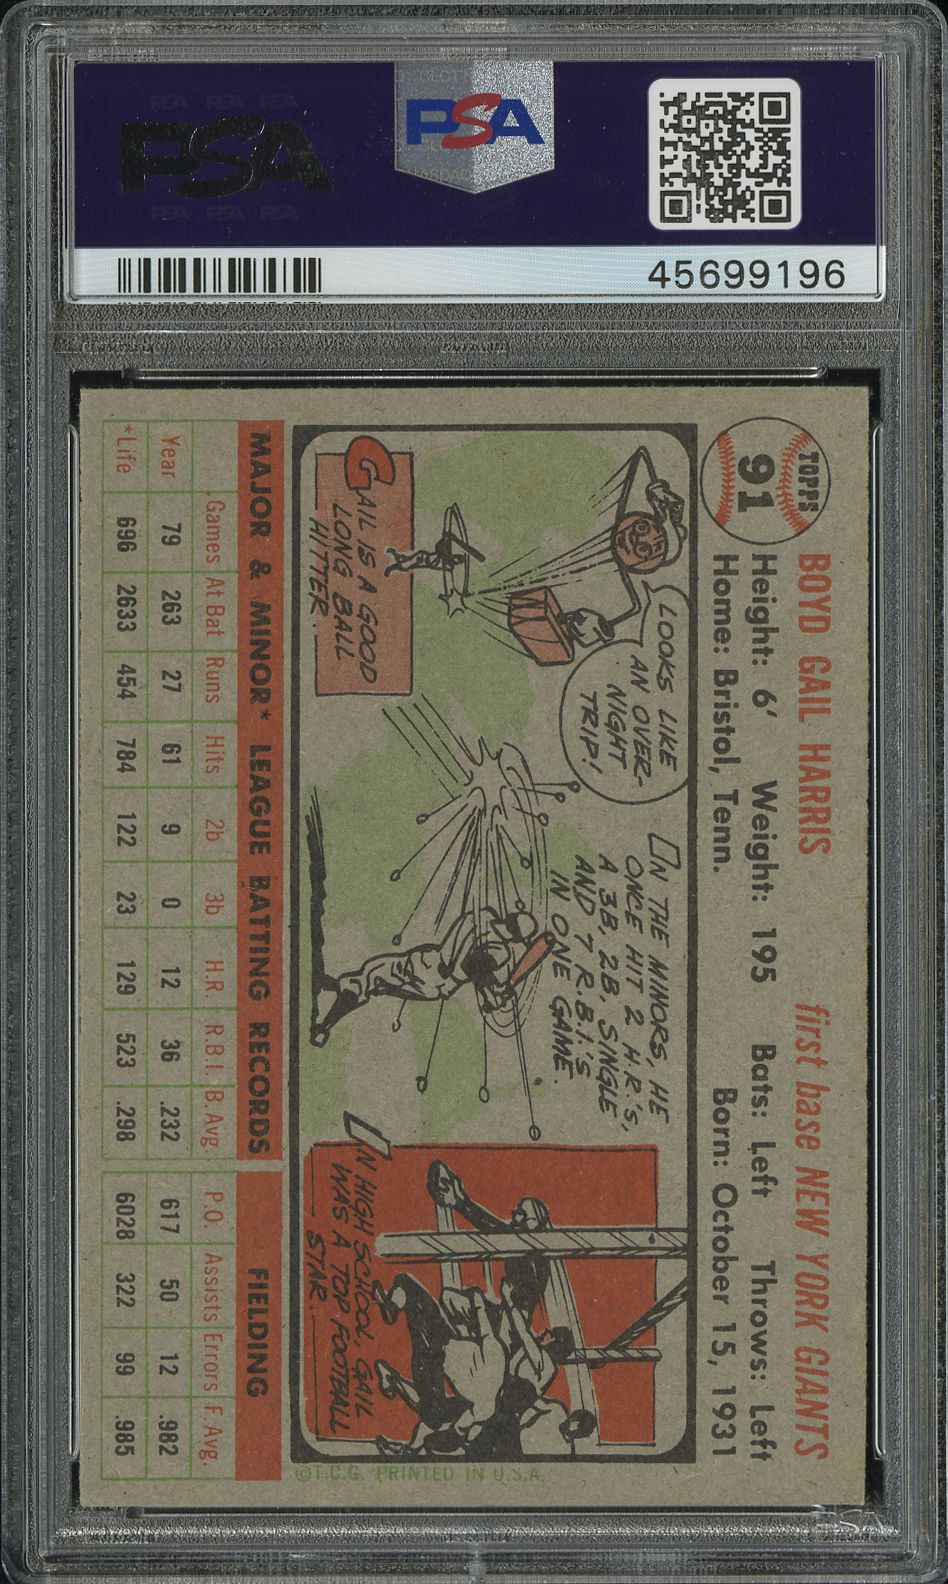 PSA
PSA
45699196
TOPPS
91
BOYD GAIL HARRIS first base NEW YORK GIANTS
Height: 6' Weight: 195 Bats: Left Throws: Left
Home: Bristol, Tenn. Born: October 15, 1931
LOOKS LIKE
AN OVER-
NIGHT
TRIP!
GAIL IS A GOOD
LONG BALL
HITTER..
IN THE MINORS, HE
ONCE HIT 2 H.R.'S,
A 3B, 2B, SINGLE
AND 7 R.B.I.'S
IN ONE GAME.
IN HIGH SCHOOL, GAIL
WAS A TOP FOOTBALL
STAR.
©T.C.G. PRINTED IN U.S.A.
MAJOR & MINOR* LEAGUE BATTING RECORDS FIELDING
Games At Bat Runs Hits 2b 3b H.R. R.B.I. B.Avg. P.O. Assists Errors F.Avg.
Year 79 263 27 61 9 0 12 36 .232 617 50 12 .982
*Life 696 2633 454 784 122 23 129 523 .298 6028 322 99 .985
PSA